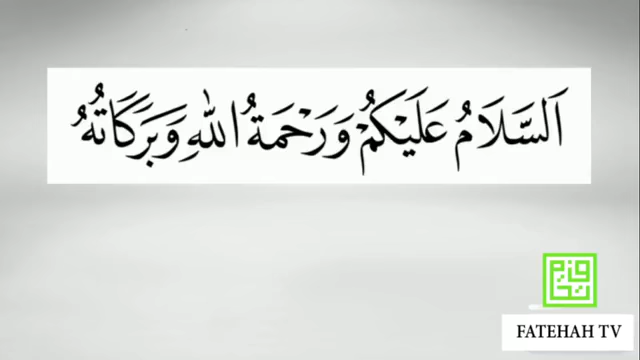 اَلسَّلَامُ عَلَيْكُمْ وَرَحْمَةُ اللهِ وَبَرَكَاتُهُ
FATEHAH TV